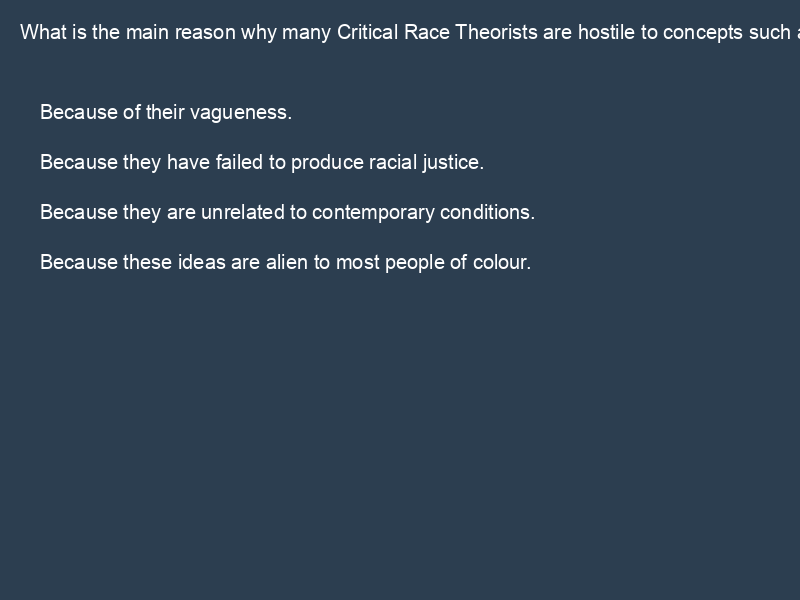 What is the main reason why many Critical Race Theorists are hostile to concepts such
Because of their vagueness.
Because they have failed to produce racial justice.
Because they are unrelated to contemporary conditions.
Because these ideas are alien to most people of colour.